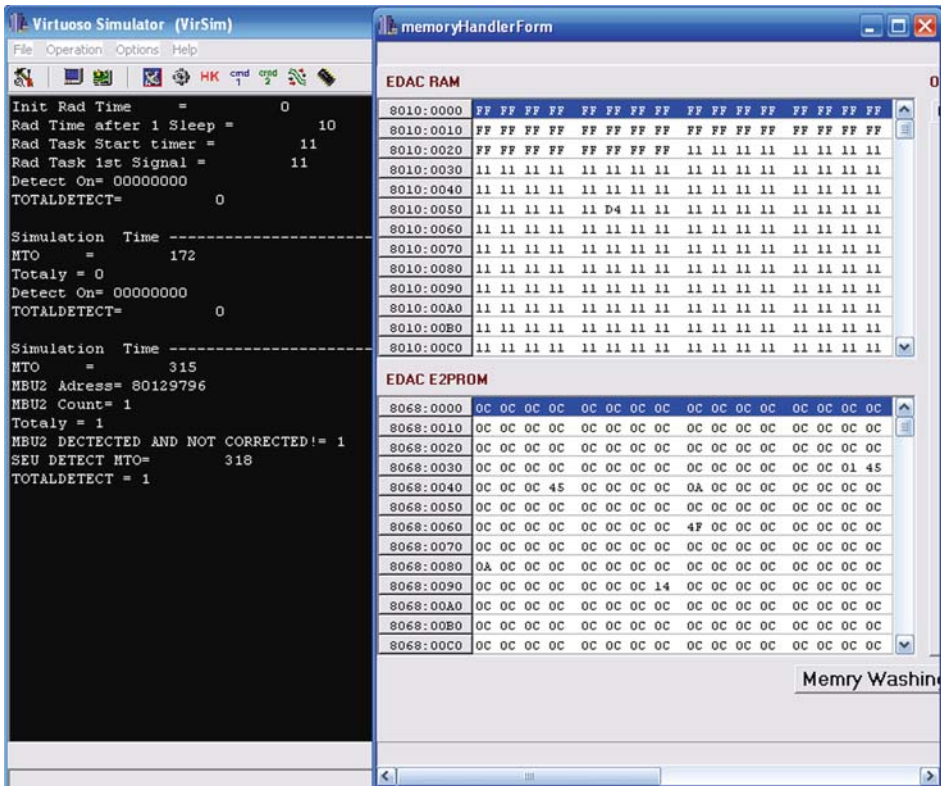 Virtuoso Simulator (VirSim)
File Operation Options Help
HK cmd 1 cmd 2
Init Rad Time = 0
Rad Time after 1 Sleep = 10
Rad Task Start timer = 11
Rad Task 1st Signal = 11
Detect On= 00000000
TOTALDETECT= 0
Simulation Time -----------------------
MTO = 172
Totaly = 0
Detect On= 00000000
TOTALDETECT= 0
Simulation Time -----------------------
MTO = 315
MBU2 Adress= 80129796
MBU2 Count= 1
Totaly = 1
MBU2 DECTECTED AND NOT CORRECTED!= 1
SEU DETECT MTO= 318
TOTALDETECT = 1
memoryHandlerForm
EDAC RAM
8010:0000 FF FF FF FF FF FF FF FF FF FF FF FF FF FF FF FF
8010:0010 FF FF FF FF FF FF FF FF FF FF FF FF FF FF FF FF
8010:0020 FF FF FF FF FF FF FF FF 11 11 11 11 11 11 11 11
8010:0030 11 11 11 11 11 11 11 11 11 11 11 11 11 11 11 11
8010:0040 11 11 11 11 11 11 11 11 11 11 11 11 11 11 11 11
8010:0050 11 11 11 11 11 D4 11 11 11 11 11 11 11 11 11 11
8010:0060 11 11 11 11 11 11 11 11 11 11 11 11 11 11 11 11
8010:0070 11 11 11 11 11 11 11 11 11 11 11 11 11 11 11 11
8010:0080 11 11 11 11 11 11 11 11 11 11 11 11 11 11 11 11
8010:0090 11 11 11 11 11 11 11 11 11 11 11 11 11 11 11 11
8010:00A0 11 11 11 11 11 11 11 11 11 11 11 11 11 11 11 11
8010:00B0 11 11 11 11 11 11 11 11 11 11 11 11 11 11 11 11
8010:00C0 11 11 11 11 11 11 11 11 11 11 11 11 11 11 11 11
EDAC E2PROM
8068:0000 0C 0C 0C 0C 0C 0C 0C 0C 0C 0C 0C 0C 0C 0C 0C 0C
8068:0010 0C 0C 0C 0C 0C 0C 0C 0C 0C 0C 0C 0C 0C 0C 0C 0C
8068:0020 0C 0C 0C 0C 0C 0C 0C 0C 0C 0C 0C 0C 0C 0C 0C 0C
8068:0030 0C 0C 0C 0C 0C 0C 0C 0C 0C 0C 0C 0C 0C 0C 01 45
8068:0040 0C 0C 0C 45 0C 0C 0C 0C 0A 0C 0C 0C 0C 0C 0C 0C
8068:0050 0C 0C 0C 0C 0C 0C 0C 0C 0C 0C 0C 0C 0C 0C 0C 0C
8068:0060 0C 0C 0C 0C 0C 0C 0C 0C 4F 0C 0C 0C 0C 0C 0C 0C
8068:0070 0C 0C 0C 0C 0C 0C 0C 0C 0C 0C 0C 0C 0C 0C 0C 0C
8068:0080 0A 0C 0C 0C 0C 0C 0C 0C 0C 0C 0C 0C 0C 0C 0C 0C
8068:0090 0C 0C 0C 0C 0C 0C 0C 14 0C 0C 0C 0C 0C 0C 0C 0C
8068:00A0 0C 0C 0C 0C 0C 0C 0C 0C 0C 0C 0C 0C 0C 0C 0C 0C
8068:00B0 0C 0C 0C 0C 0C 0C 0C 0C 0C 0C 0C 0C 0C 0C 0C 0C
8068:00C0 0C 0C 0C 0C 0C 0C 0C 0C 0C 0C 0C 0C 0C 0C 0C 0C
Memry Washin